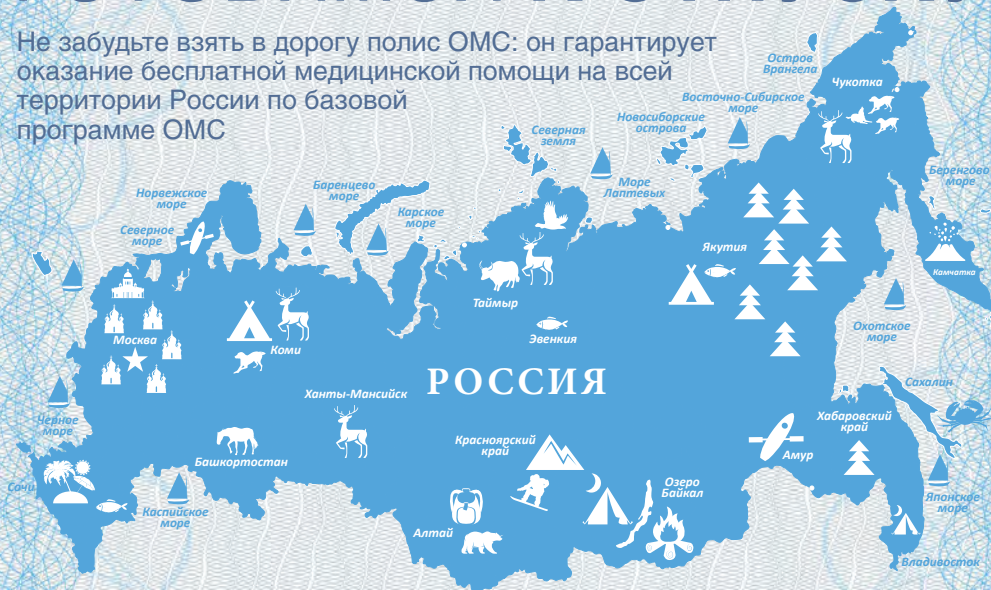 Не забудьте взять в дорогу полис ОМС: он гарантирует
оказание бесплатной медицинской помощи на всей
территории России по базовой
программе ОМС
Остров
Врангеля
Чукотка
Восточно-Сибирское
море
Новосибирские
острова
Северная
земля
Море
Лаптевых
Берингово
море
Баренцево
море
Норвежское
море
Карское
море
Северное
море
Якутия
Камчатка
Таймыр
Эвенкия
Охотское
море
Москва
Коми
РОССИЯ
Ханты-Мансийск
Сахалин
Хабаровский
край
Черное
море
Красноярский
край
Амур
Башкортостан
Сочи
Озеро
Байкал
Каспийское
море
Японское
море
Алтай
Владивосток